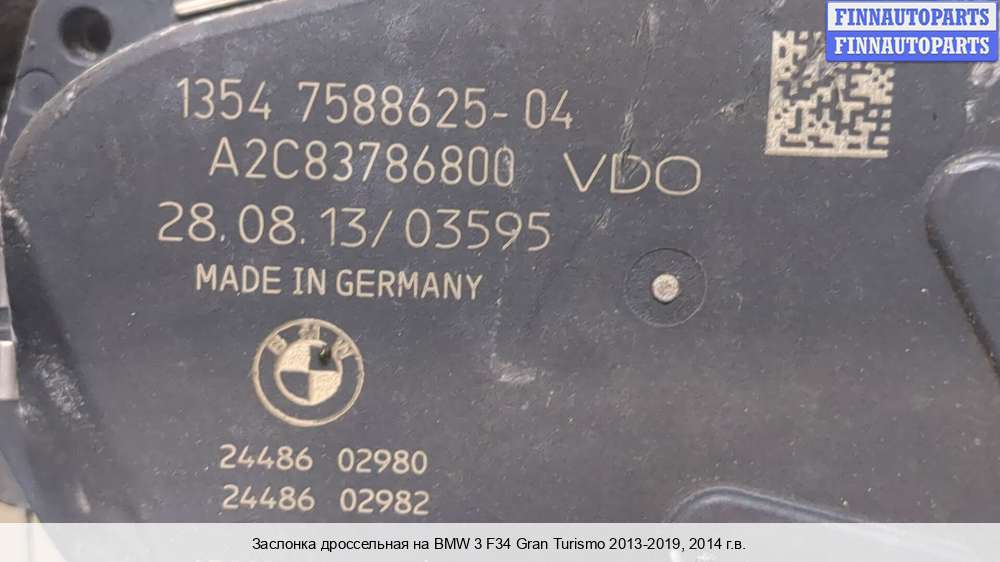 FINNAUTOPARTS
FINNAUTOPARTS
1354 7588625-04
A2C83786800 VDO
28.08.13/03595
MADE IN GERMANY
BMW
24486 02980
24486 02982
Заслонка дроссельная на BMW 3 F34 Gran Turismo 2013-2019, 2014 г.в.